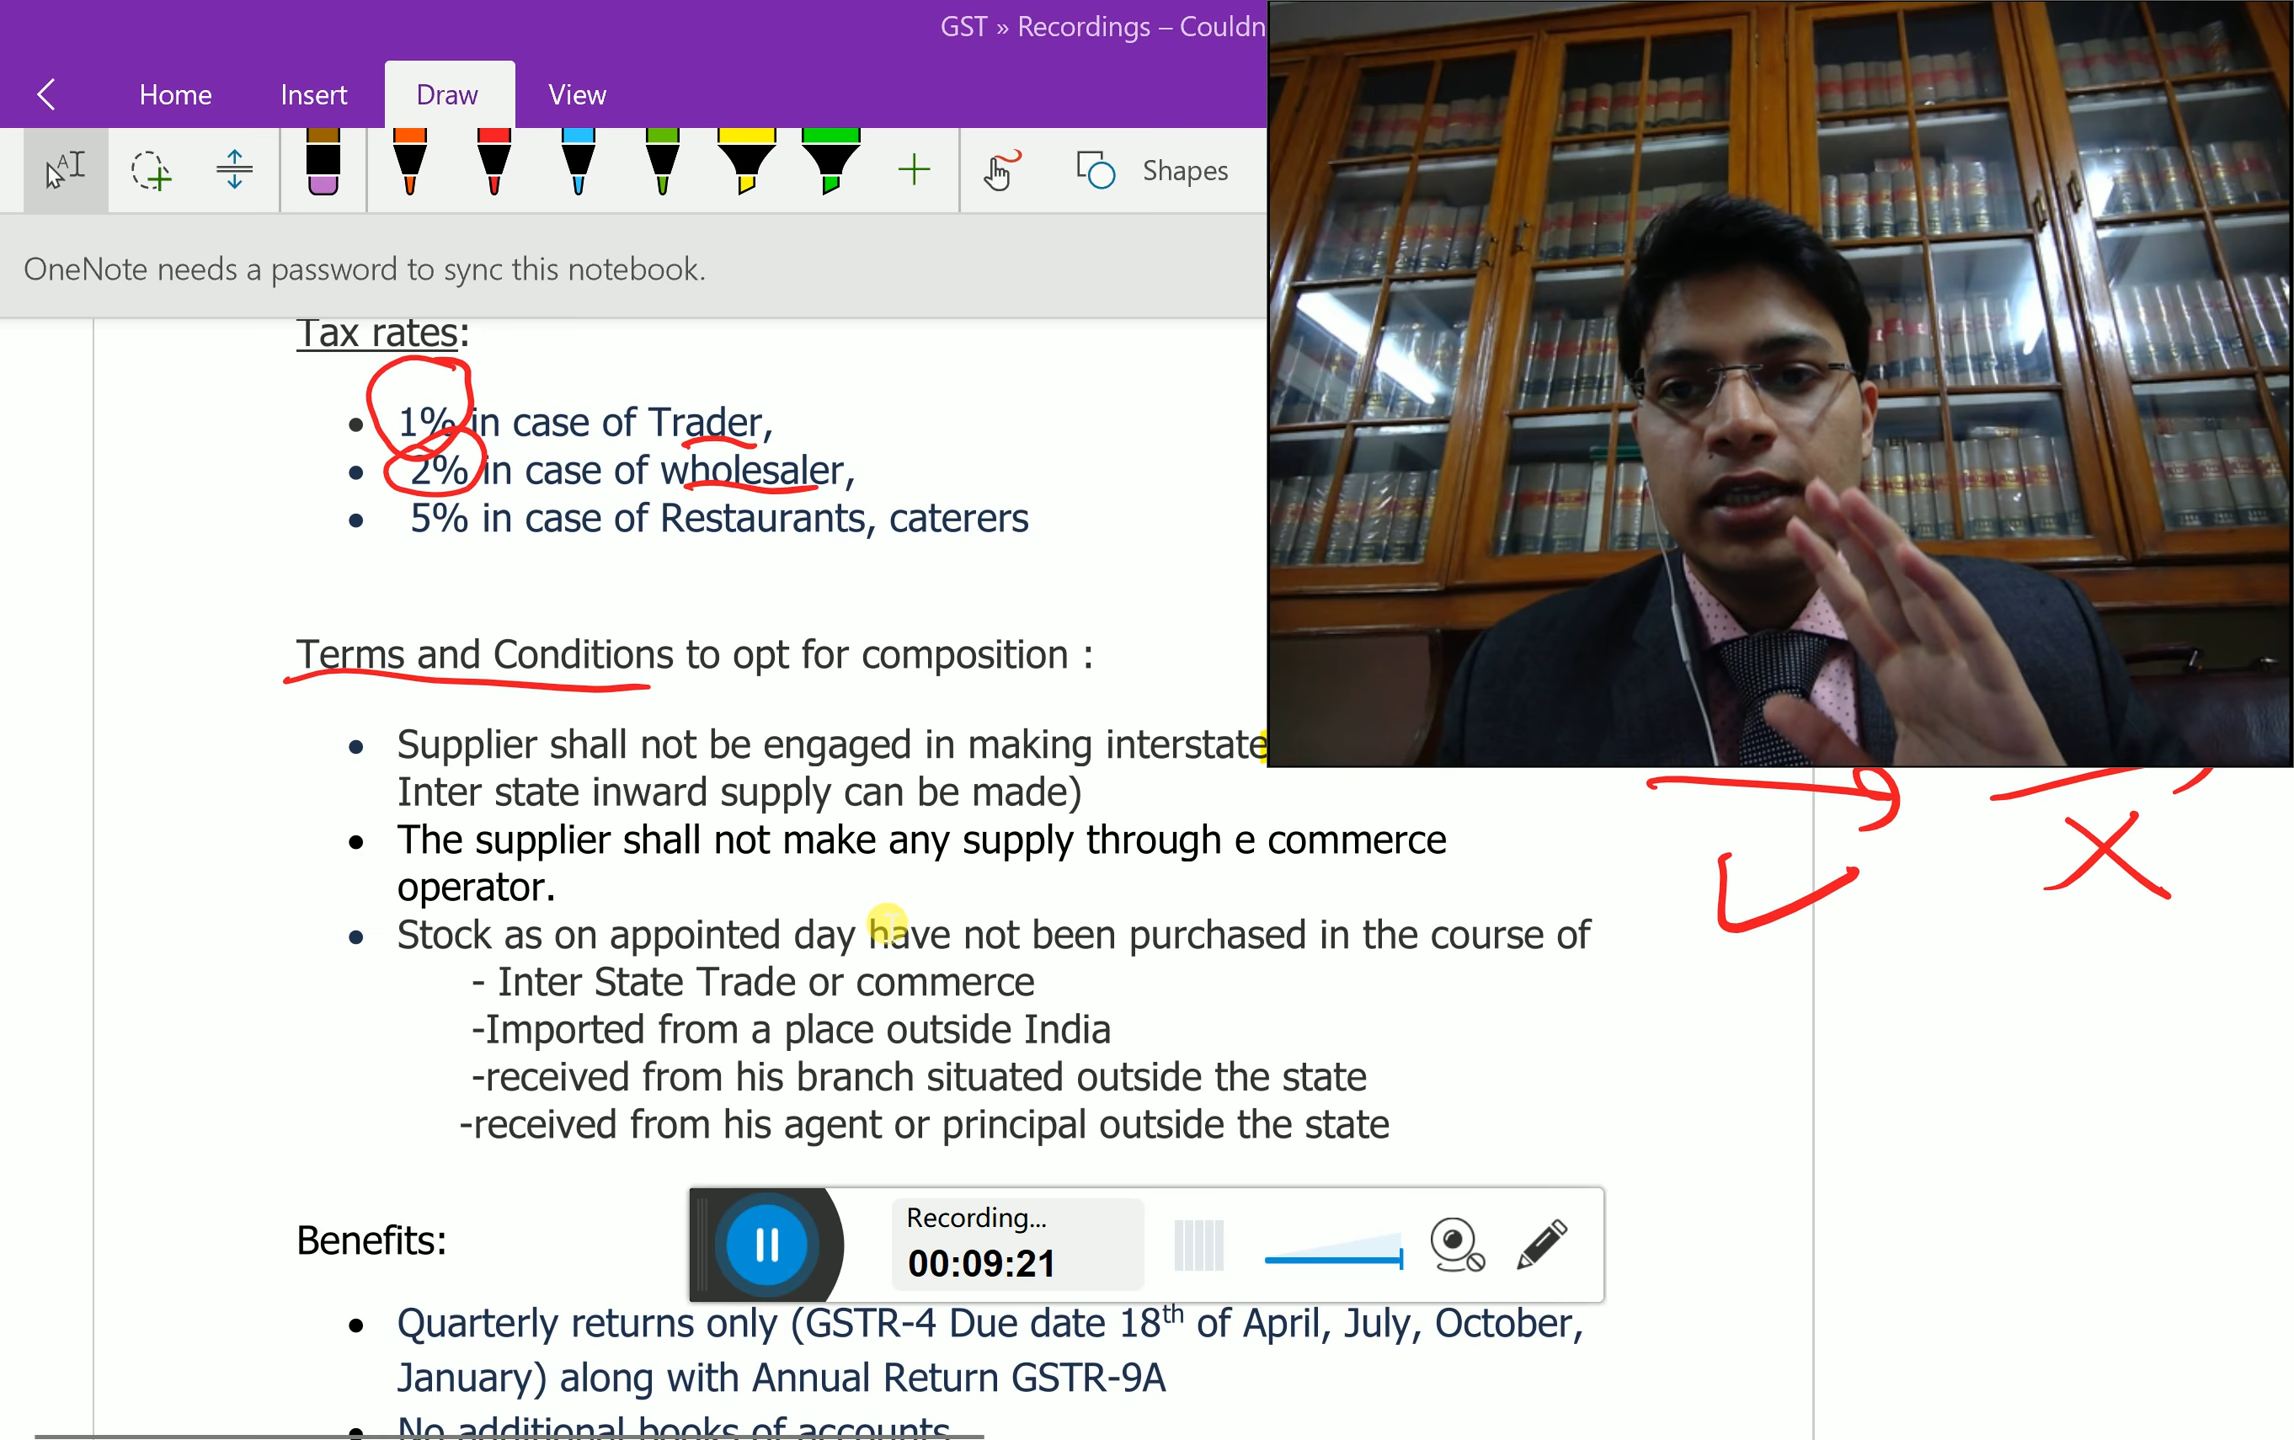 GST » Recordings – Couldn
Home Insert Draw View
Shapes
OneNote needs a password to sync this notebook.
Tax rates:
• 1% in case of Trader,
• 2% in case of wholesaler,
• 5% in case of Restaurants, caterers
Terms and Conditions to opt for composition :
• Supplier shall not be engaged in making interstate
Inter state inward supply can be made)
• The supplier shall not make any supply through e commerce
operator.
• Stock as on appointed day have not been purchased in the course of
- Inter State Trade or commerce
-Imported from a place outside India
-received from his branch situated outside the state
-received from his agent or principal outside the state
Recording...
00:09:21
Benefits:
• Quarterly returns only (GSTR-4 Due date 18th of April, July, October,
January) along with Annual Return GSTR-9A
• No additional books of accounts